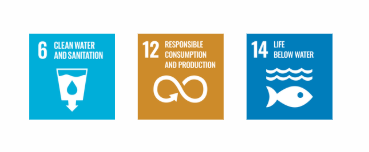 6 CLEAN WATER
AND SANITATION
12 RESPONSIBLE
CONSUMPTION
AND PRODUCTION
14 LIFE
BELOW WATER